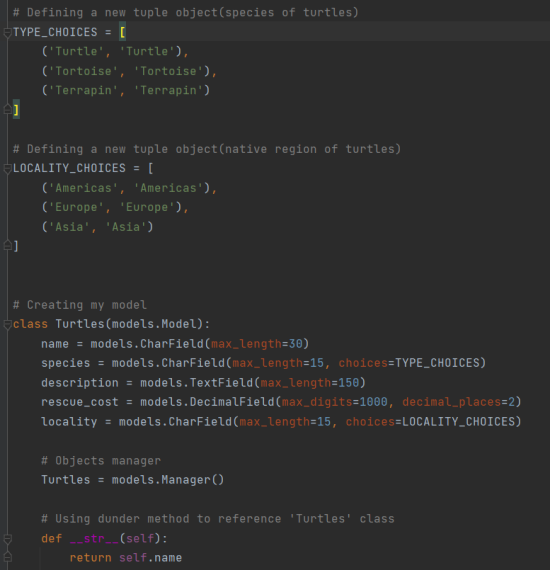 # Defining a new tuple object(species of turtles)
TYPE_CHOICES = [
    ('Turtle', 'Turtle'),
    ('Tortoise', 'Tortoise'),
    ('Terrapin', 'Terrapin')
]
# Defining a new tuple object(native region of turtles)
LOCALITY_CHOICES = [
    ('Americas', 'Americas'),
    ('Europe', 'Europe'),
    ('Asia', 'Asia')
]
# Creating my model
class Turtles(models.Model):
    name = models.CharField(max_length=30)
    species = models.CharField(max_length=15, choices=TYPE_CHOICES)
    description = models.TextField(max_length=150)
    rescue_cost = models.DecimalField(max_digits=1000, decimal_places=2)
    locality = models.CharField(max_length=15, choices=LOCALITY_CHOICES)
    # Objects manager
    Turtles = models.Manager()
    # Using dunder method to reference 'Turtles' class
    def __str__(self):
        return self.name